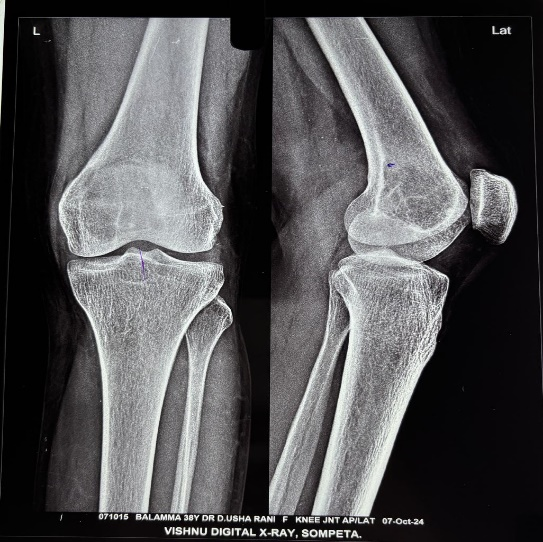 L
Lat
071015 BALAMMA 38Y DR D.USHA RANI F KNEE JNT AP/LAT 07-Oct-24
VISHNU DIGITAL X-RAY, SOMPETA.